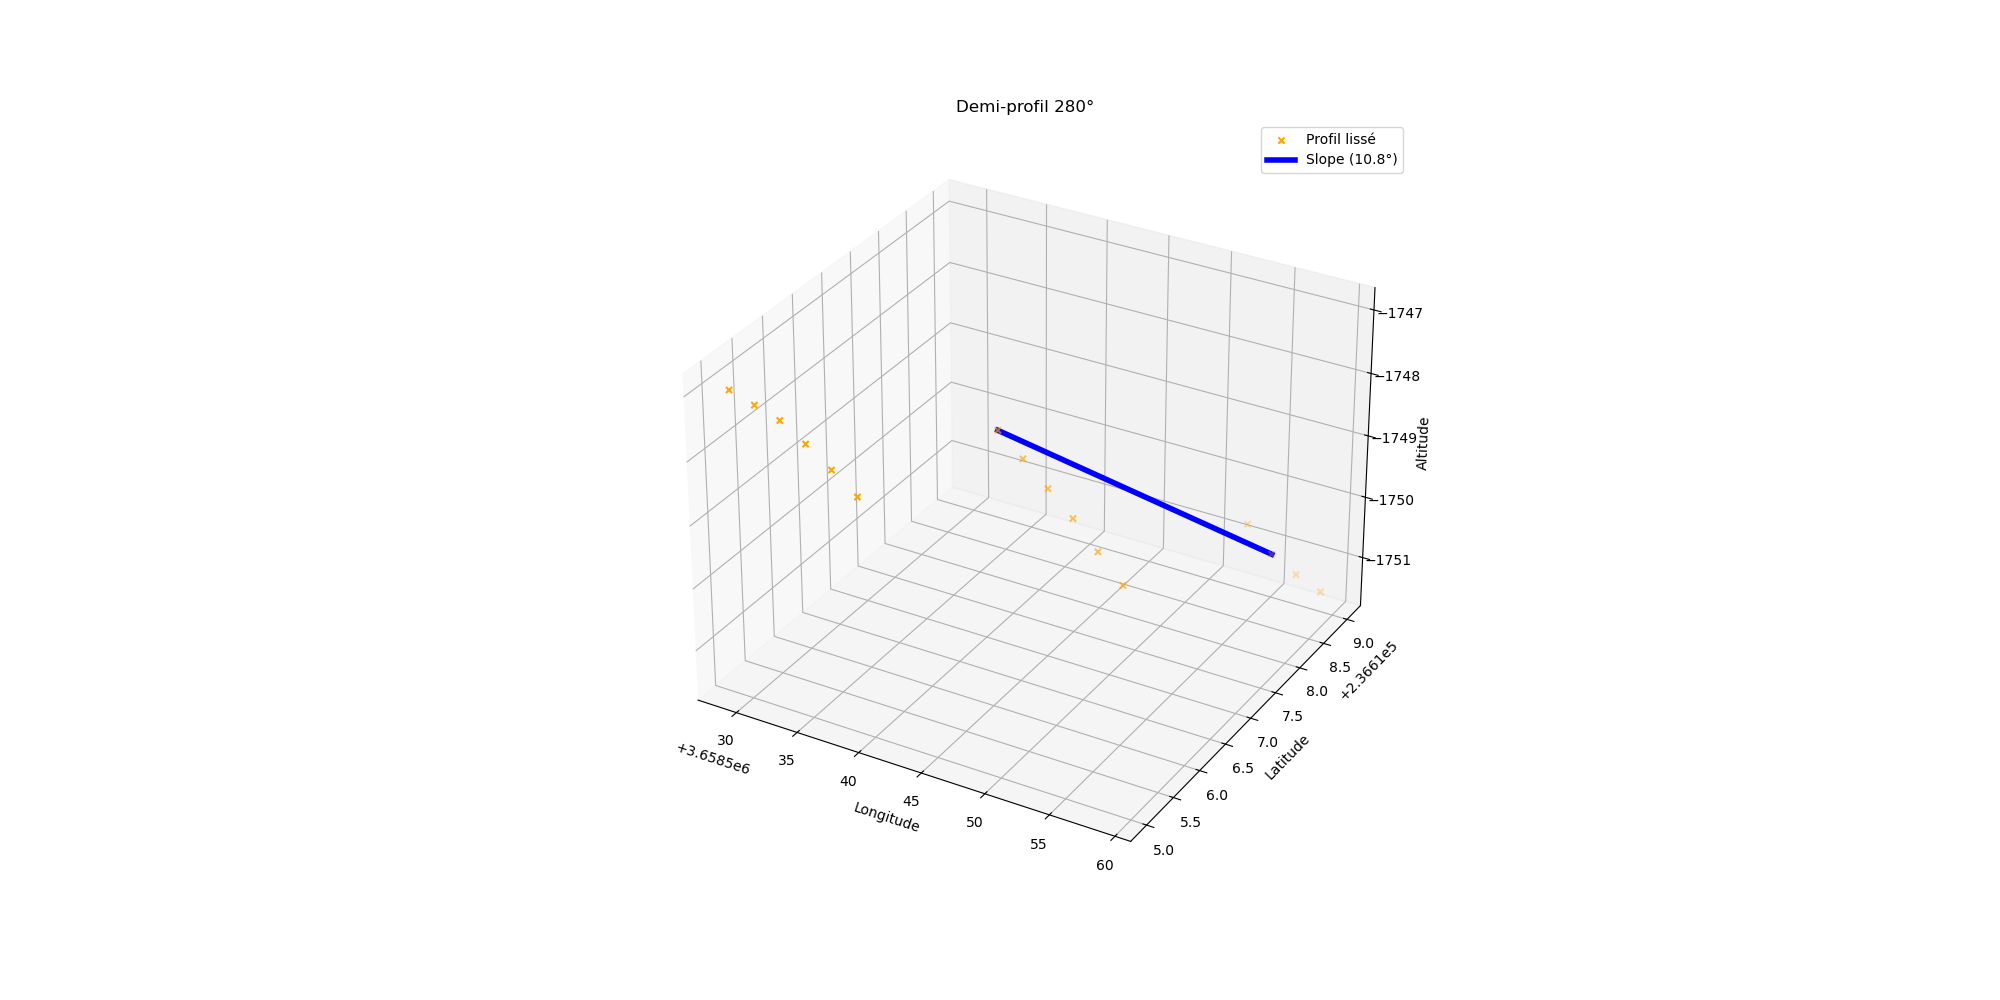 Demi-profil 280°
Profil lissé
Slope (10.8°)
−1747
−1748
−1749
−1750
−1751
Altitude
9.0
8.5
8.0
7.5
7.0
6.5
6.0
5.5
5.0
+2.3661e5
Latitude
30
35
40
45
50
55
60
+3.6585e6
Longitude